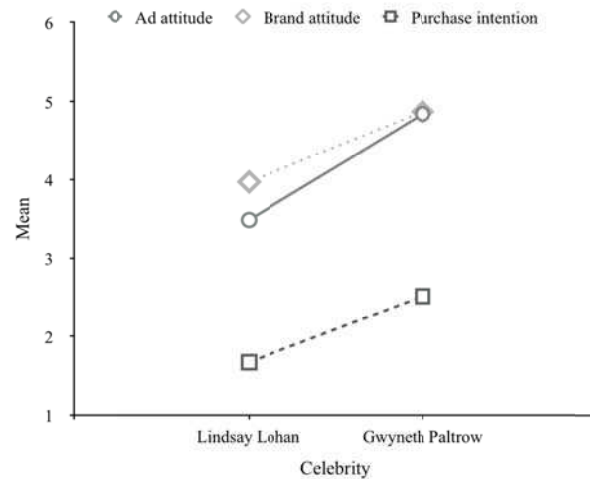 Ad attitude Brand attitude Purchase intention
6
5
4
3
2
1
Mean
Lindsay Lohan Gwyneth Paltrow
Celebrity